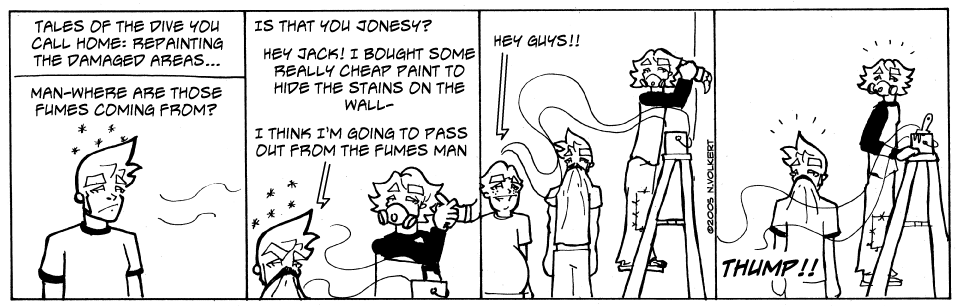 TALES OF THE DIVE YOU
CALL HOME: REPAINTING
THE DAMAGED AREAS...
MAN-WHERE ARE THOSE
FUMES COMING FROM?
IS THAT YOU JONESY?
HEY JACK! I BOUGHT SOME
REALLY CHEAP PAINT TO
HIDE THE STAINS ON THE
WALL-
I THINK I'M GOING TO PASS
OUT FROM THE FUMES MAN
HEY GUYS!!
©2005 N.VOLKERT
THUMP!!